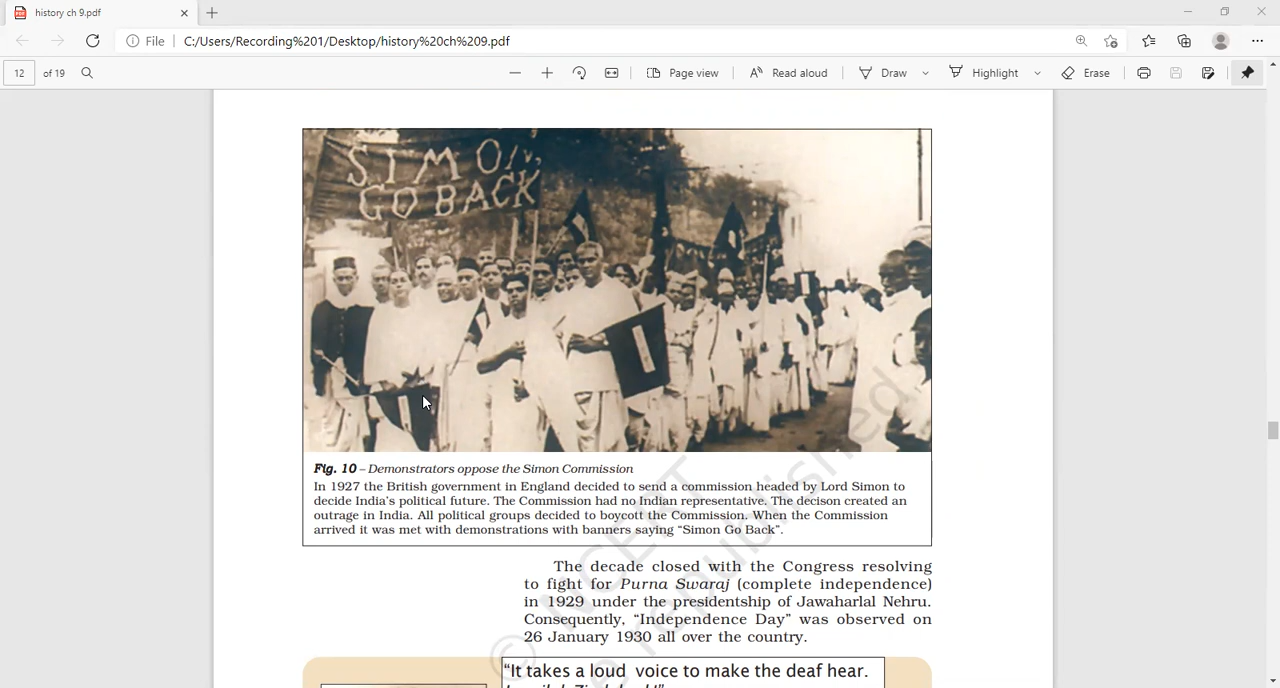 history ch 9.pdf
File
C:/Users/Recording%201/Desktop/history%20ch%209.pdf
12
of 19
Page view
Read aloud
Draw
Highlight
Erase
SIMON,
GO BACK
Fig. 10 – Demonstrators oppose the Simon Commission
In 1927 the British government in England decided to send a commission headed by Lord Simon to
decide India's political future. The Commission had no Indian representative. The decison created an
outrage in India. All political groups decided to boycott the Commission. When the Commission
arrived it was met with demonstrations with banners saying “Simon Go Back”.
The decade closed with the Congress resolving
to fight for Purna Swaraj (complete independence)
in 1929 under the presidentship of Jawaharlal Nehru.
Consequently, “Independence Day” was observed on
26 January 1930 all over the country.
© NCERT
republished
“It takes a loud voice to make the deaf hear.